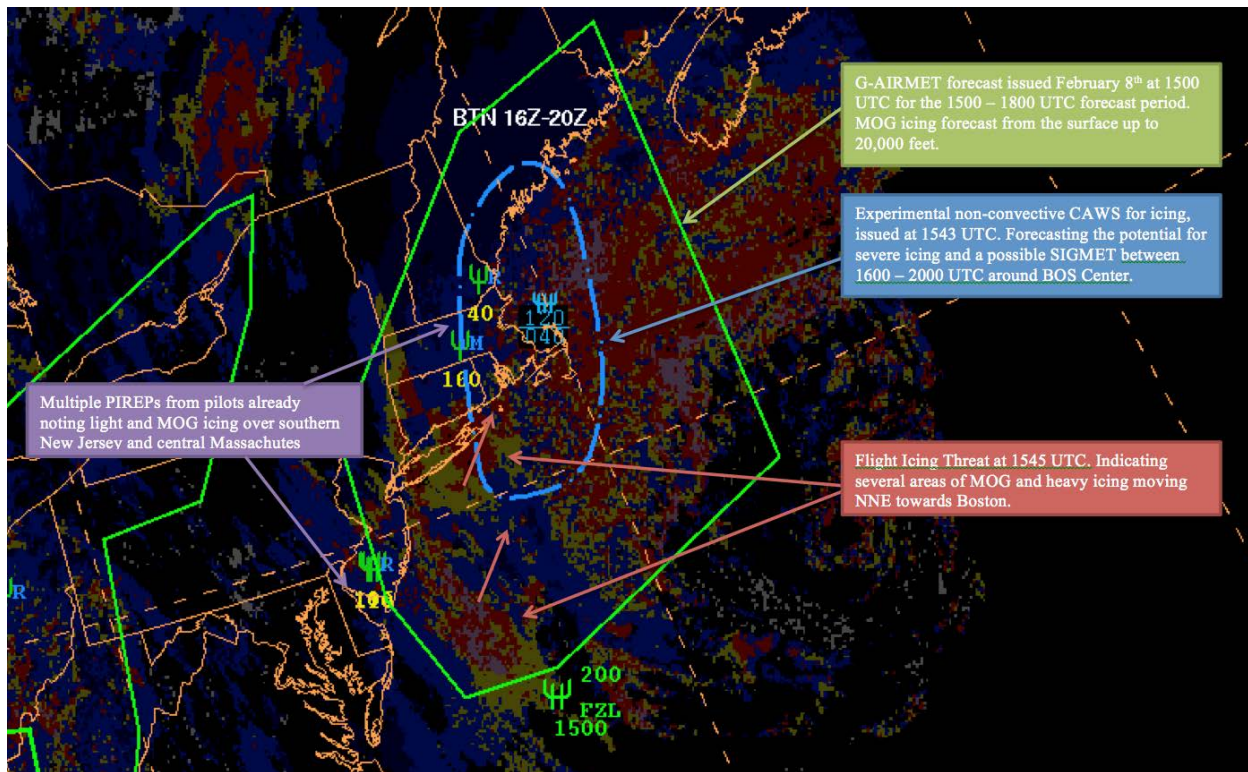 G-AIRMET forecast issued February 8th at 1500
UTC for the 1500 – 1800 UTC forecast period.
MOG icing forecast from the surface up to
20,000 feet.
BTN 16Z-20Z
Experimental non-convective CAWS for icing,
issued at 1543 UTC. Forecasting the potential for
severe icing and a possible SIGMET between
1600 – 2000 UTC around BOS Center.
R
40
120
040
M
160
Multiple PIREPs from pilots already
noting light and MOG icing over southern
New Jersey and central Massachutes
Flight Icing Threat at 1545 UTC. Indicating
several areas of MOG and heavy icing moving
NNE towards Boston.
R
R
200
FZL
1500